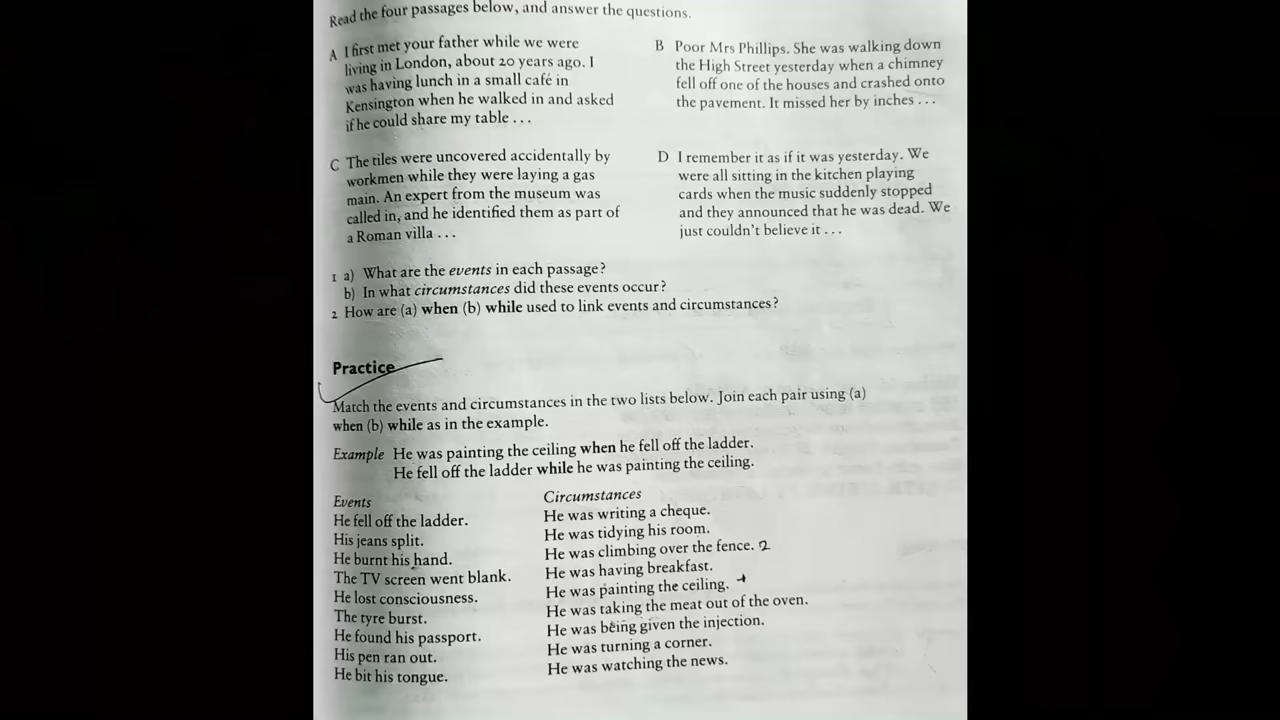 Read the four passages below, and answer the questions.
A I first met your father while we were
living in London, about 20 years ago. I
was having lunch in a small café in
Kensington when he walked in and asked
if he could share my table . . .
B Poor Mrs Phillips. She was walking down
the High Street yesterday when a chimney
fell off one of the houses and crashed onto
the pavement. It missed her by inches . . .
C The tiles were uncovered accidentally by
workmen while they were laying a gas
main. An expert from the museum was
called in, and he identified them as part of
a Roman villa . . .
D I remember it as if it was yesterday. We
were all sitting in the kitchen playing
cards when the music suddenly stopped
and they announced that he was dead. We
just couldn't believe it . . .
1 a) What are the events in each passage?
b) In what circumstances did these events occur?
2 How are (a) when (b) while used to link events and circumstances?
Practice
Match the events and circumstances in the two lists below. Join each pair using (a)
when (b) while as in the example.
Example He was painting the ceiling when he fell off the ladder.
He fell off the ladder while he was painting the ceiling.
Events
He fell off the ladder.
His jeans split.
He burnt his hand.
The TV screen went blank.
He lost consciousness.
The tyre burst.
He found his passport.
His pen ran out.
He bit his tongue.
Circumstances
He was writing a cheque.
He was tidying his room.
He was climbing over the fence. 2
He was having breakfast.
He was painting the ceiling.
He was taking the meat out of the oven.
He was being given the injection.
He was turning a corner.
He was watching the news.